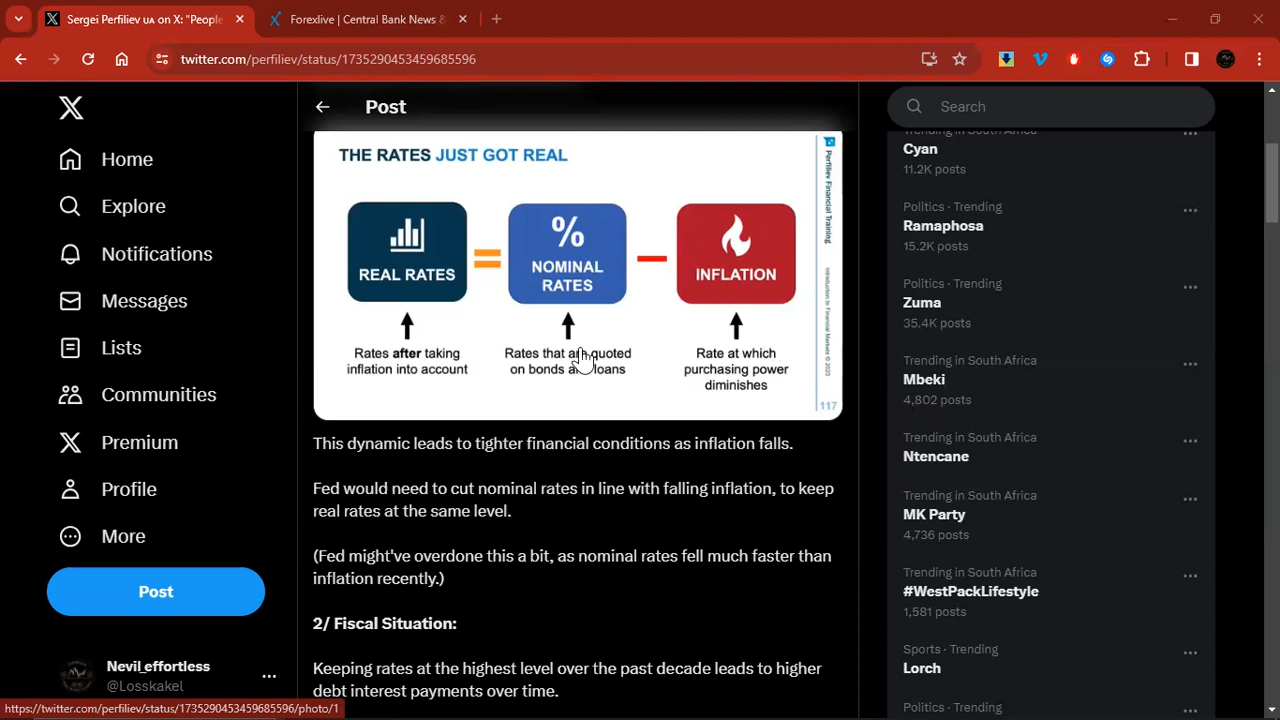 Sergei Perfiliev UA on X: "People
Forexlive | Central Bank News &
twitter.com/perfiliev/status/1735290453459685596
Home
Explore
Notifications
Messages
Lists
Communities
Premium
Profile
More
Post
Nevil_effortless
@Losskakel
https://twitter.com/perfiliev/status/1735290453459685596/photo/1
Post
THE RATES JUST GOT REAL
REAL RATES
%
NOMINAL
RATES
INFLATION
Rates after taking
inflation into account
Rates that are quoted
on bonds and loans
Rate at which
purchasing power
diminishes
Perfiliev Financial Training
Introduction to Financial Markets © 2023
117
This dynamic leads to tighter financial conditions as inflation falls.
Fed would need to cut nominal rates in line with falling inflation, to keep
real rates at the same level.
(Fed might've overdone this a bit, as nominal rates fell much faster than
inflation recently.)
2/ Fiscal Situation:
Keeping rates at the highest level over the past decade leads to higher
debt interest payments over time.
Search
Trending in South Africa
Cyan
11.2K posts
Politics · Trending
Ramaphosa
15.2K posts
Politics · Trending
Zuma
35.4K posts
Trending in South Africa
Mbeki
4,802 posts
Trending in South Africa
Ntencane
Trending in South Africa
MK Party
4,736 posts
Trending in South Africa
#WestPackLifestyle
1,581 posts
Sports · Trending
Lorch
Politics · Trending